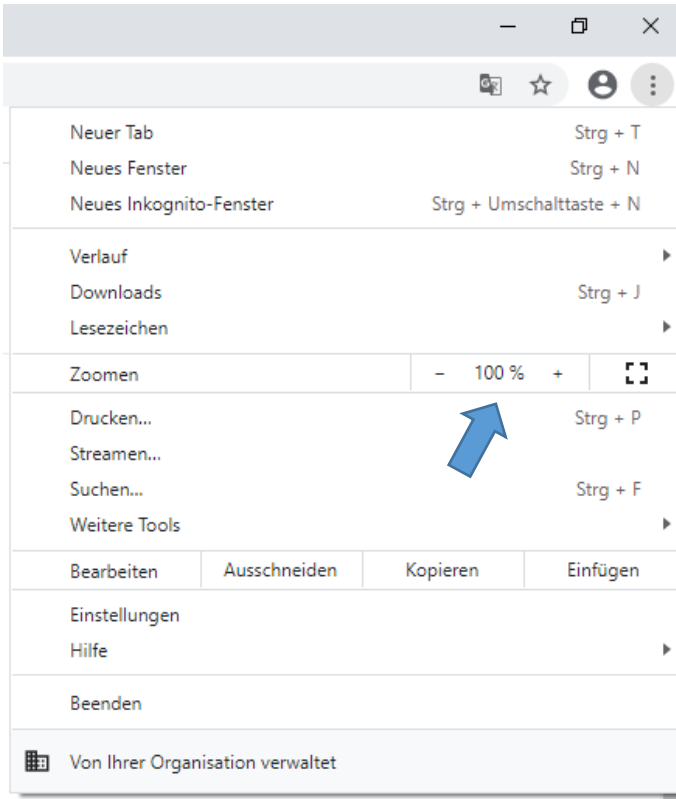 Neuer Tab Strg + T
Neues Fenster Strg + N
Neues Inkognito-Fenster Strg + Umschalttaste + N
Verlauf
Downloads Strg + J
Lesezeichen
Zoomen - 100 % +
Drucken... Strg + P
Streamen...
Suchen... Strg + F
Weitere Tools
Bearbeiten Ausschneiden Kopieren Einfügen
Einstellungen
Hilfe
Beenden
Von Ihrer Organisation verwaltet